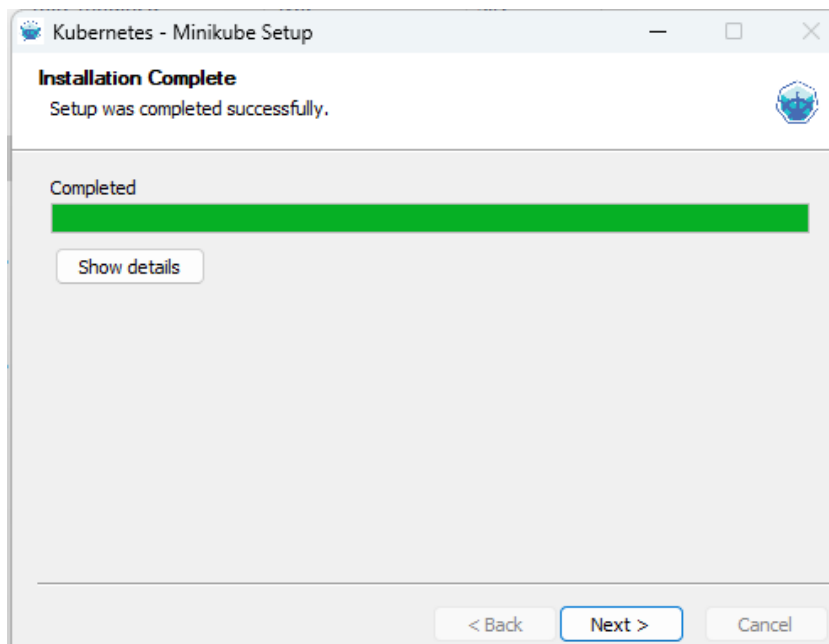 Kubernetes - Minikube Setup
Installation Complete
Setup was completed successfully.
Completed
Show details
< Back
Next >
Cancel